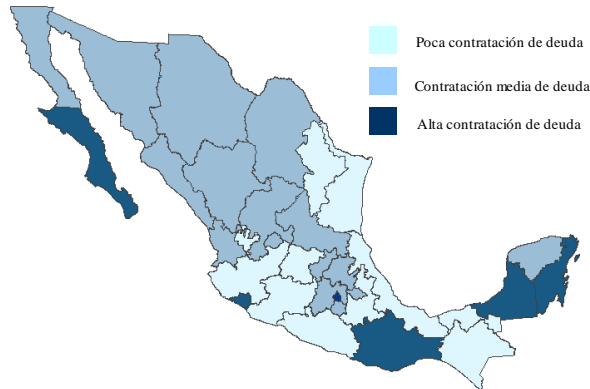 Poca contratación de deuda
Contratación media de deuda
Alta contratación de deuda